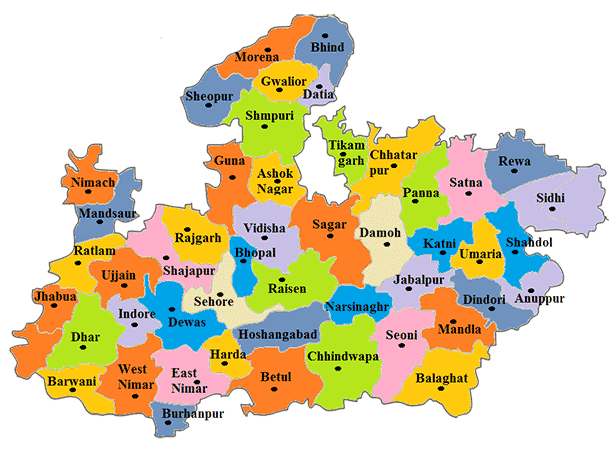 Bhind
Morena
Gwalior
Sheopur
Datia
Shmpuri
Tikam
garh
Chhatar
pur
Guna
Ashok
Nagar
Panna
Satna
Rewa
Sidhi
Nimach
Mandsaur
Rajgarh
Vidisha
Sagar
Damoh
Katni
Umaria
Shahdol
Ratlam
Shajapur
Bhopal
Ujjain
Raisen
Jabalpur
Anuppur
Dindori
Jhabua
Indore
Sehore
Dewas
Narsinaghr
Mandla
Hoshangabad
Dhar
Seoni
Harda
Chhindwapa
West
Nimar
East
Nimar
Betul
Balaghat
Barwani
Burhanpur